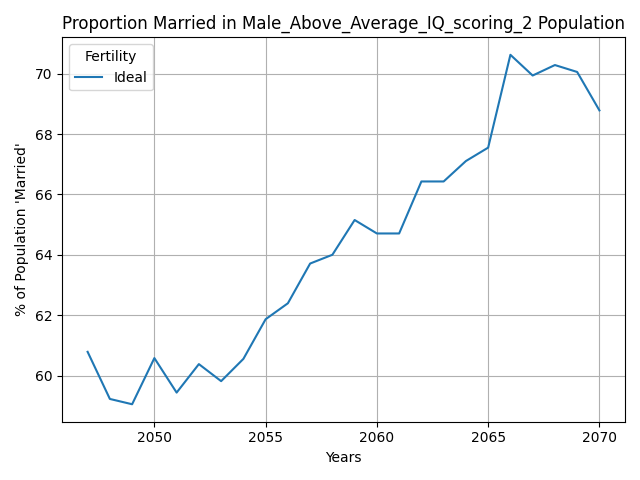 Proportion Married in Male_Above_Average_IQ_scoring_2 Population
Fertility
Ideal
% of Population 'Married'
70
68
66
64
62
60
2050
2055
2060
2065
2070
Years